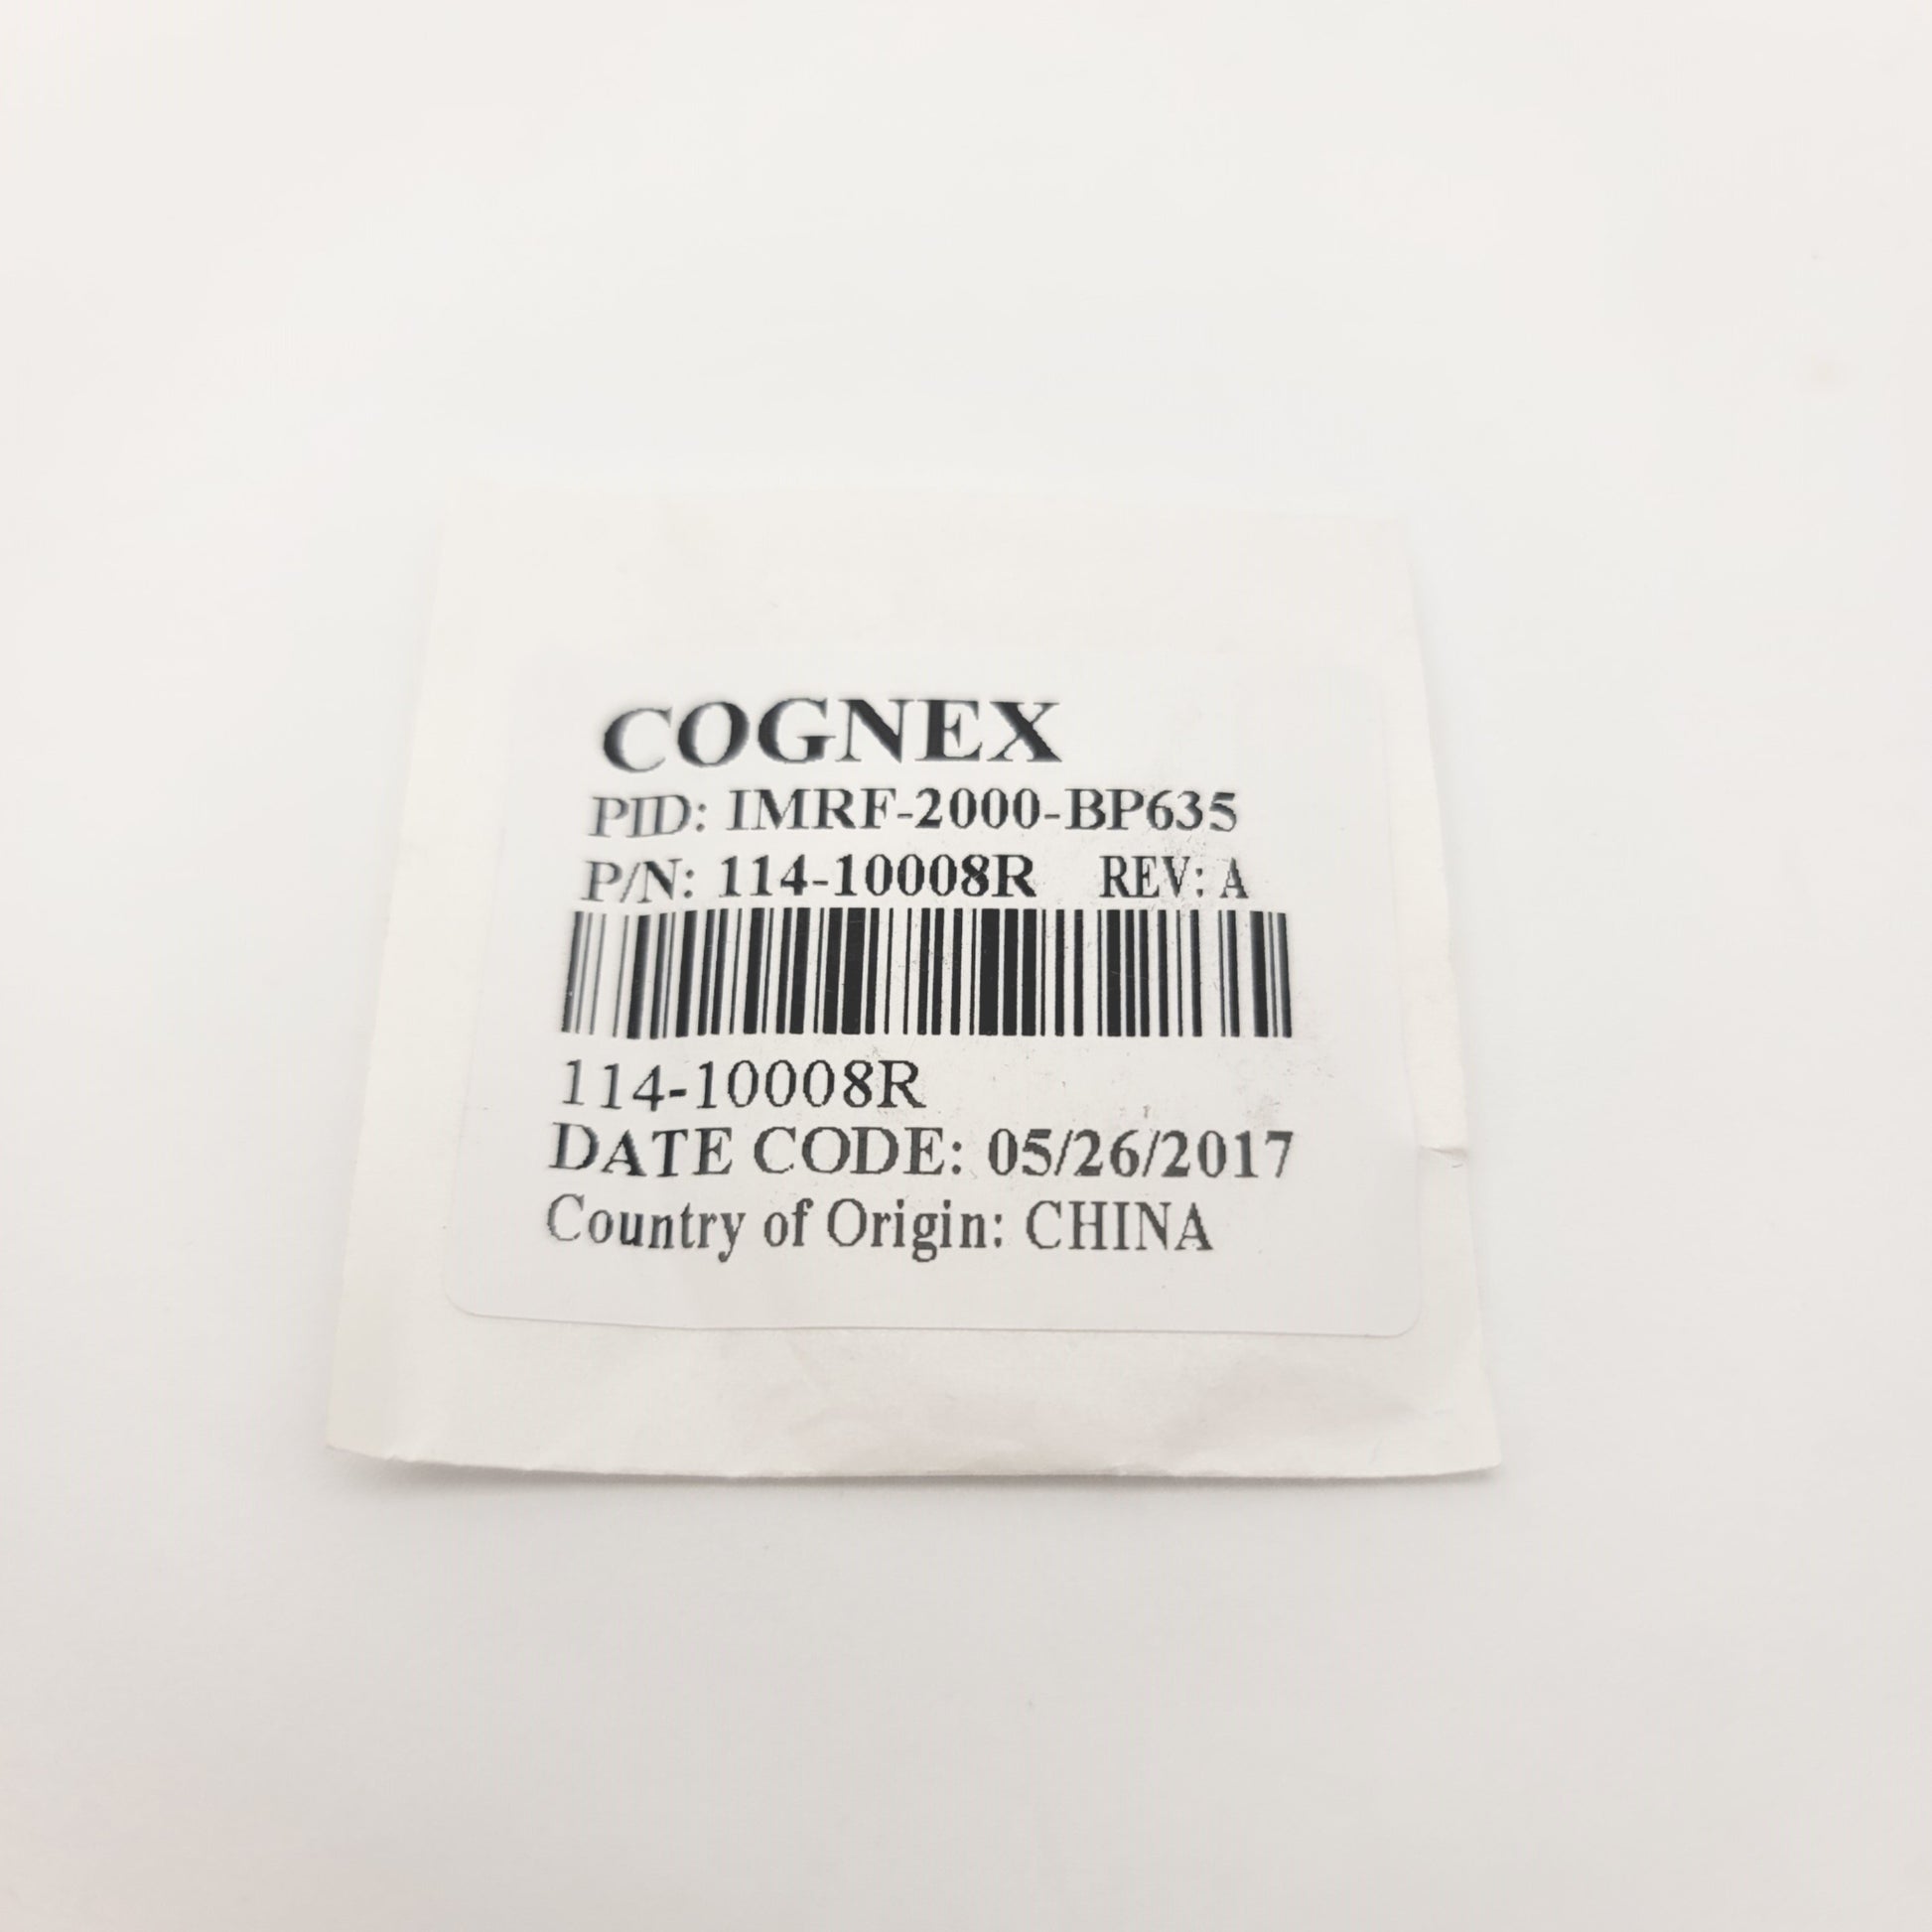 COGNEX
PID: IMRF-2000-BP635
P/N: 114-10008R REV: A
114-10008R
DATE CODE: 05/26/2017
Country of Origin: CHINA